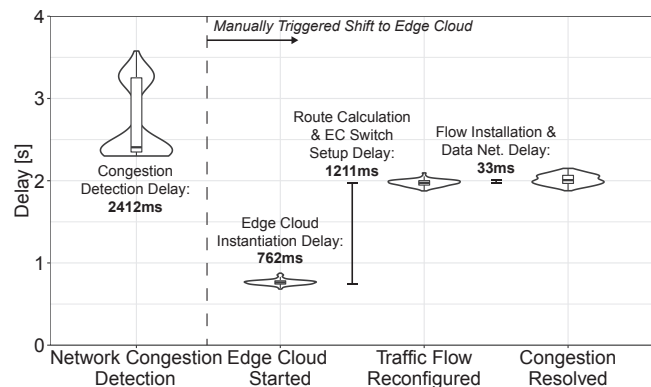 Manually Triggered Shift to Edge Cloud
4
3
2
1
0
Delay [s]
Congestion
Detection Delay:
2412ms
Edge Cloud
Instantiation Delay:
762ms
Route Calculation
& EC Switch
Setup Delay:
1211ms
Flow Installation &
Data Net. Delay:
33ms
Network Congestion
Detection
Edge Cloud
Started
Traffic Flow
Reconfigured
Congestion
Resolved